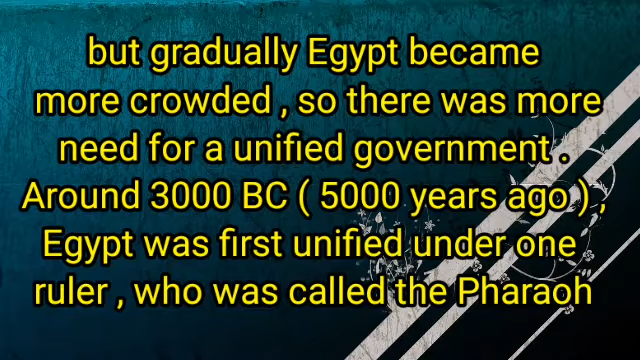 but gradually Egypt became
more crowded , so there was more
need for a unified government .
Around 3000 BC ( 5000 years ago ) ,
Egypt was first unified under one
ruler , who was called the Pharaoh